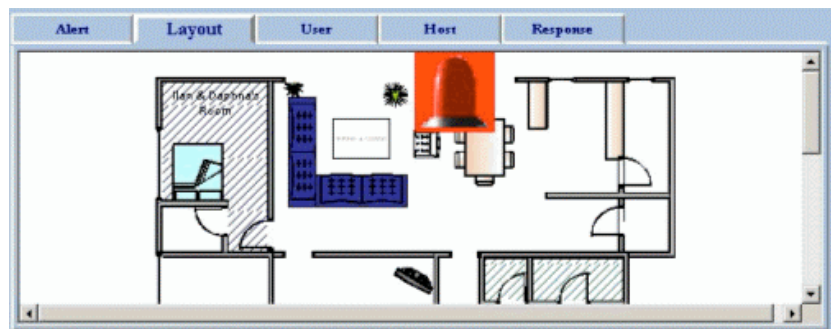 Alert
Layout
User
Host
Response
Ilan & Daphna's
Room